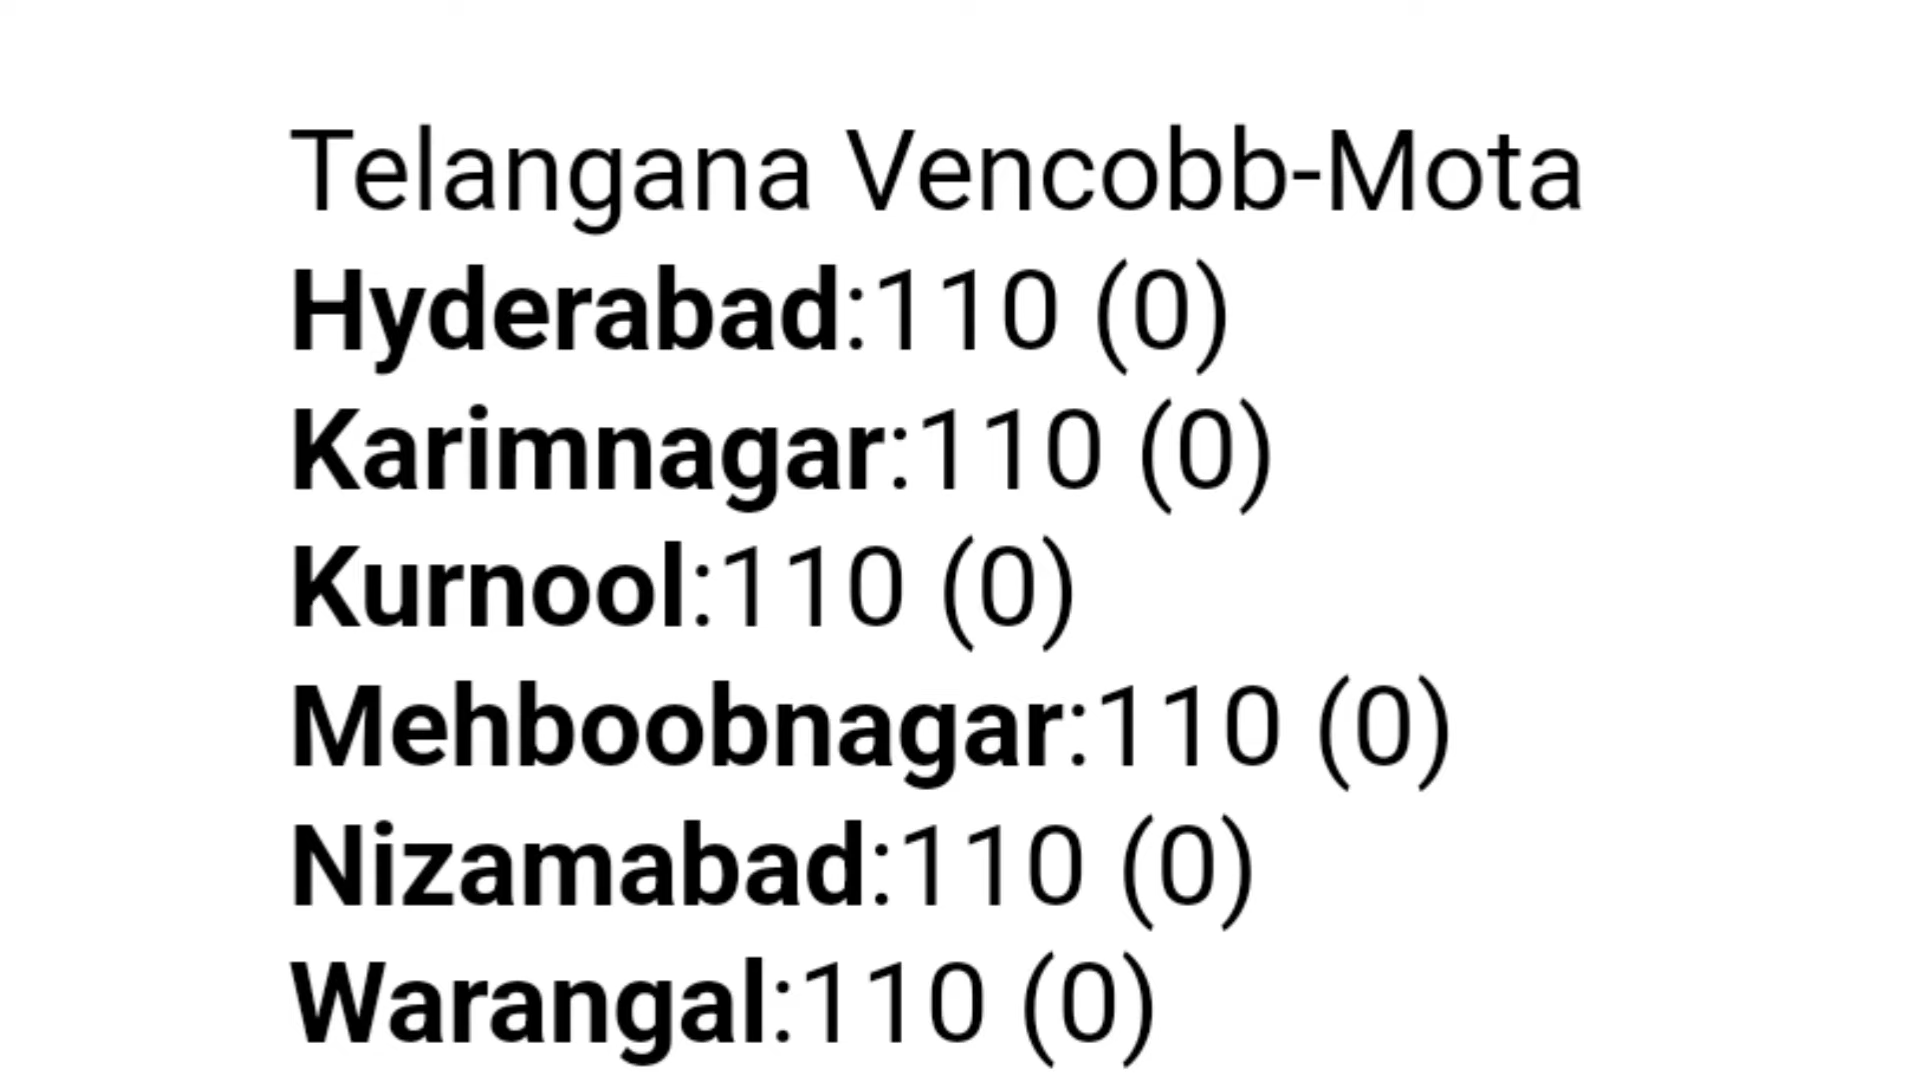 Telangana Vencobb-Mota
Hyderabad:110 (0)
Karimnagar:110 (0)
Kurnool:110 (0)
Mehboobnagar:110 (0)
Nizamabad:110 (0)
Warangal:110 (0)